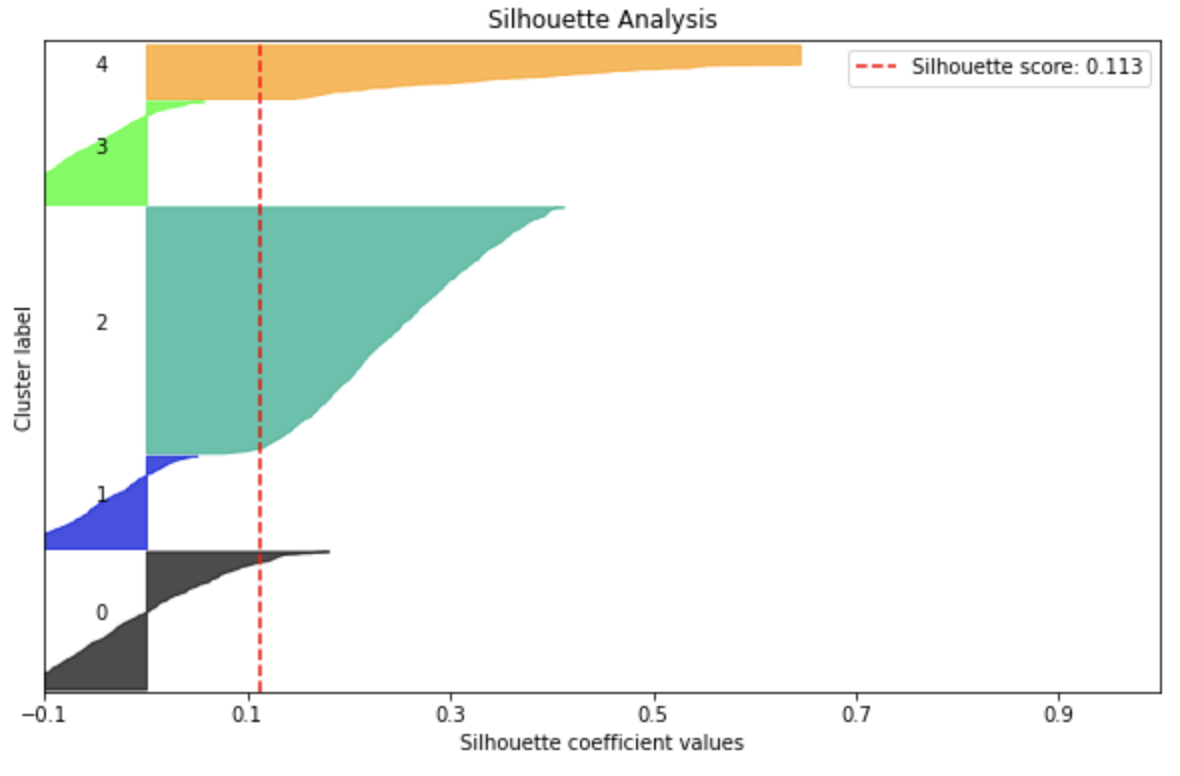 Silhouette Analysis
Silhouette score: 0.113
4
3
2
1
0
Cluster label
−0.1 0.1 0.3 0.5 0.7 0.9
Silhouette coefficient values